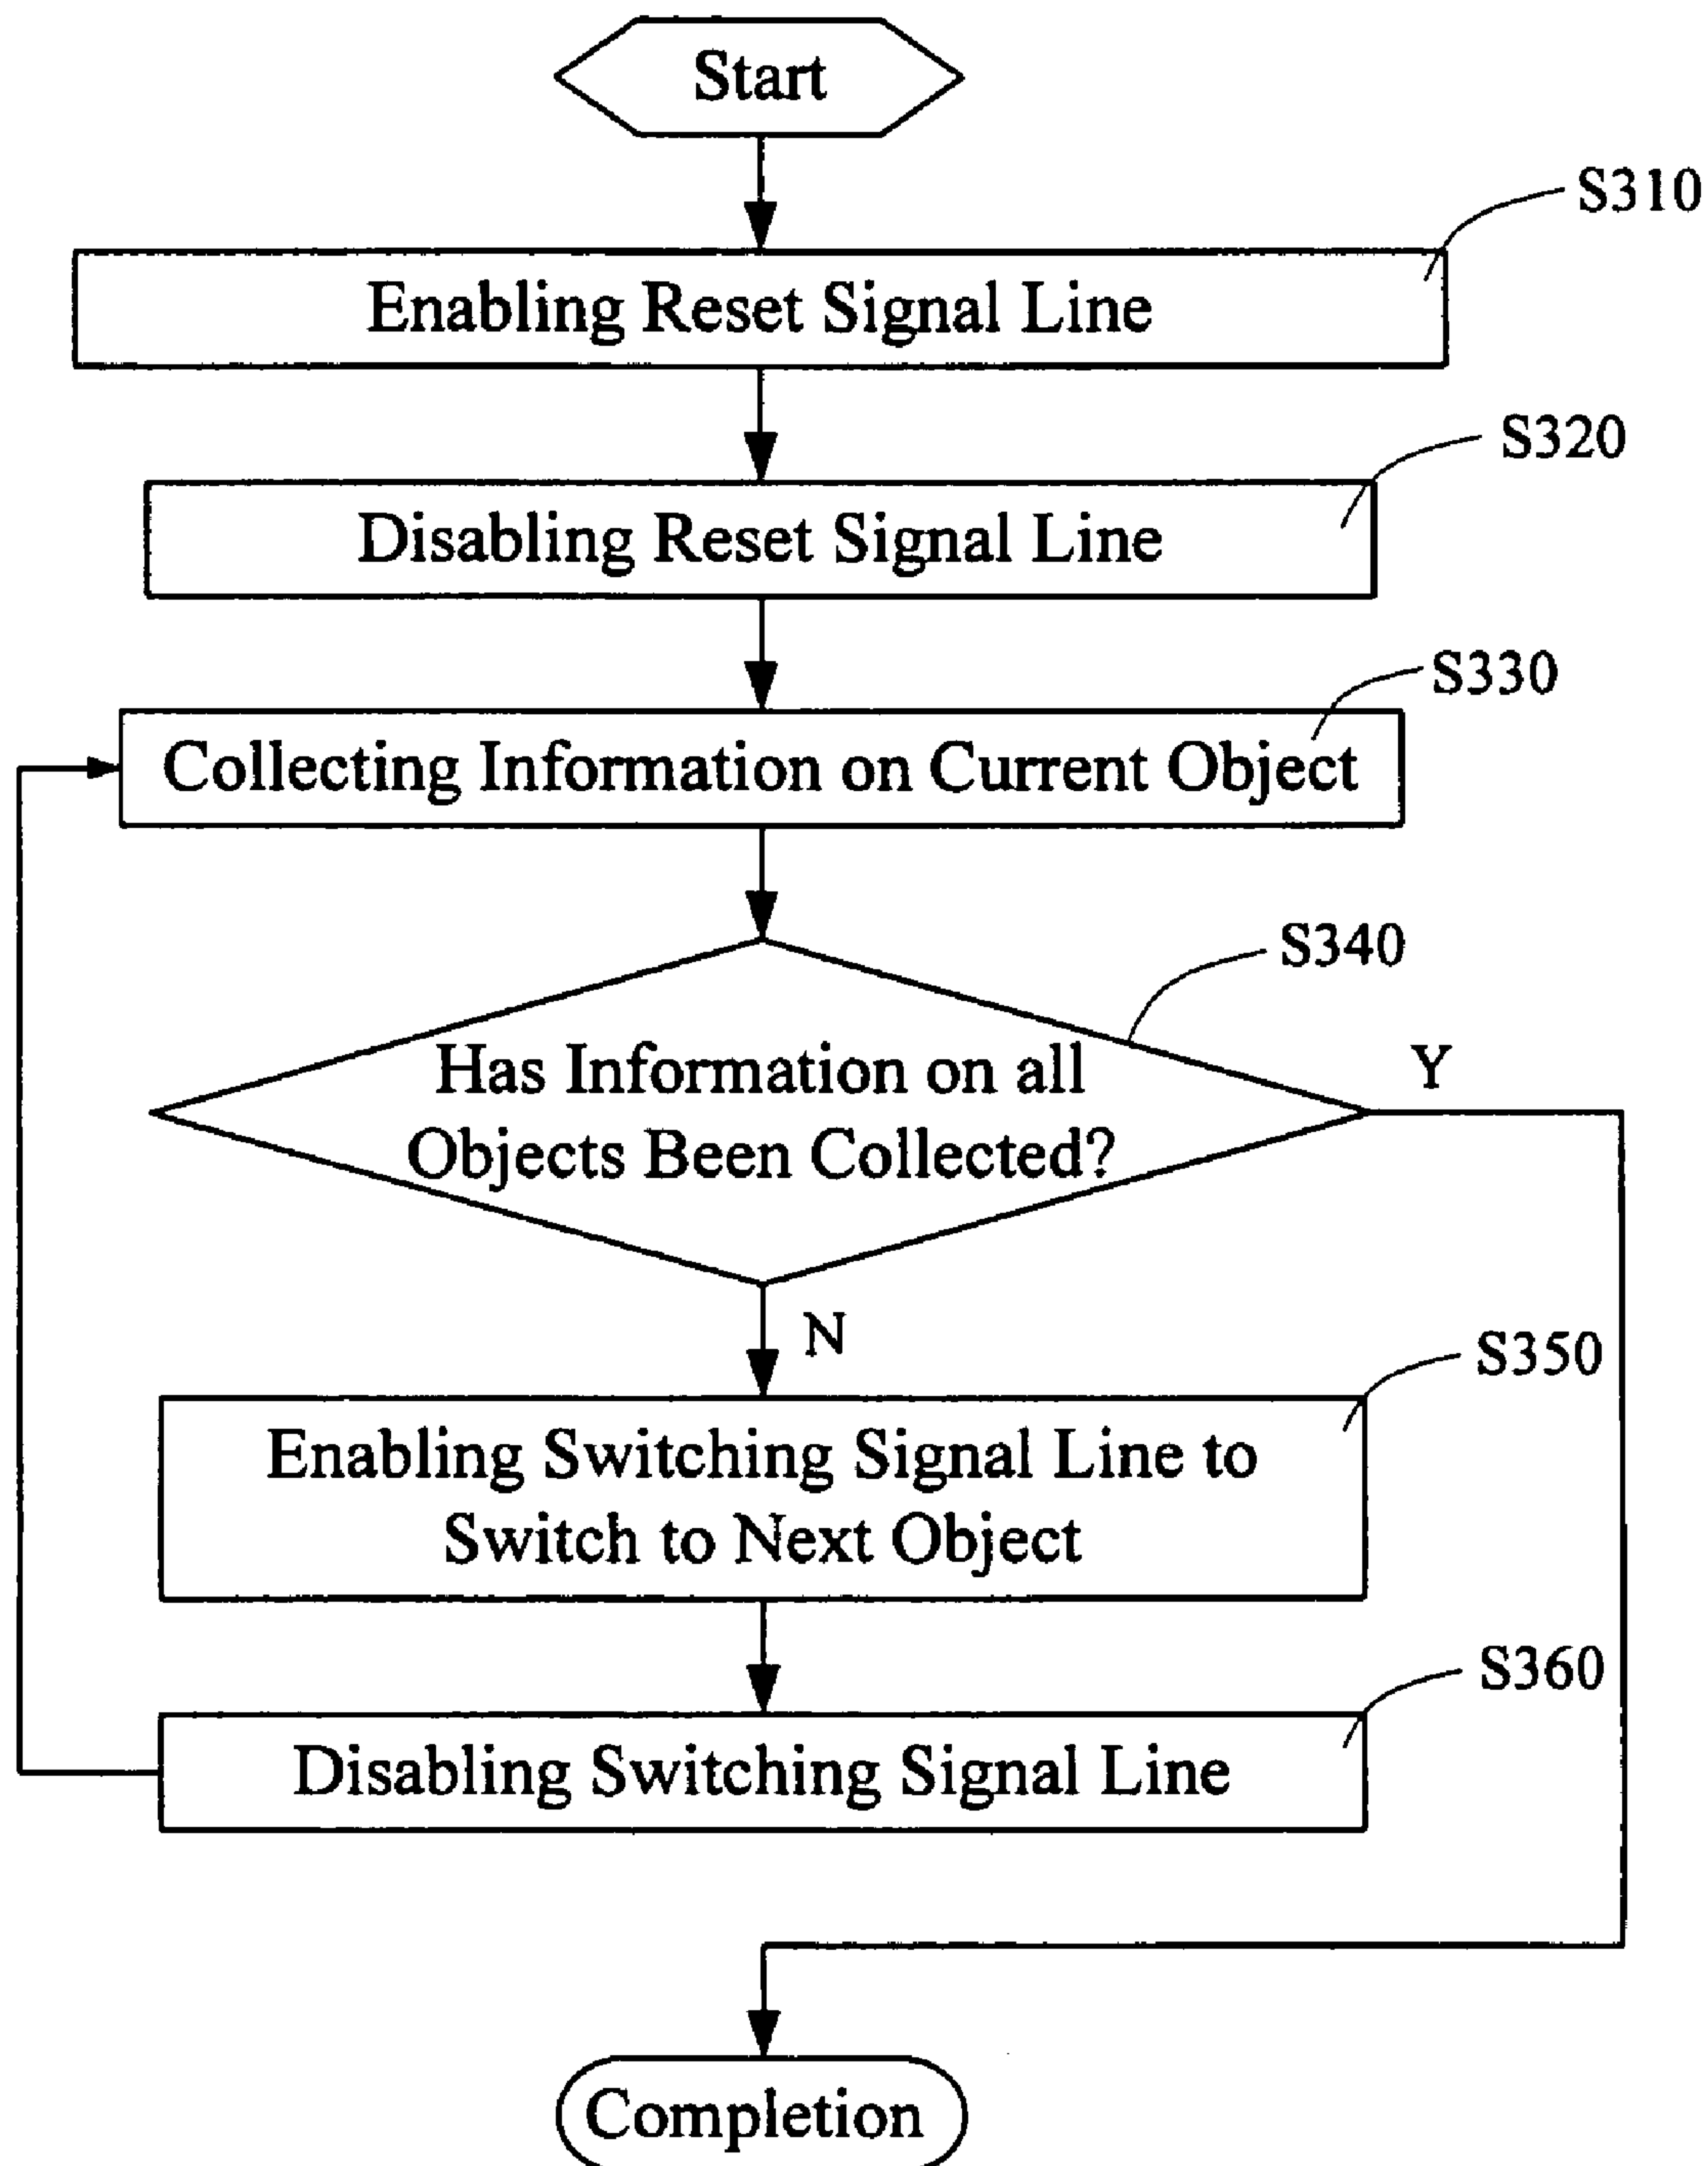 Start
S310
Enabling Reset Signal Line
S320
Disabling Reset Signal Line
S330
Collecting Information on Current Object
S340
Has Information on all
Objects Been Collected?
Y
N
S350
Enabling Switching Signal Line to
Switch to Next Object
S360
Disabling Switching Signal Line
Completion